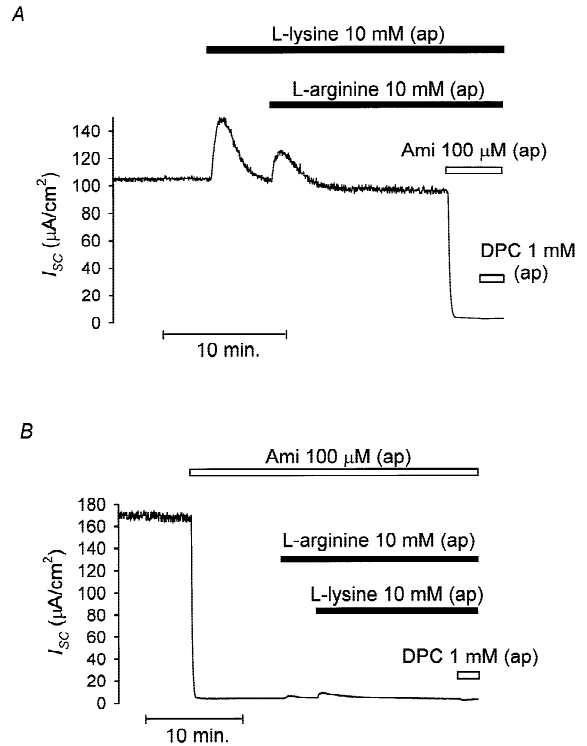 A
L-lysine 10 mM (ap)
L-arginine 10 mM (ap)
Ami 100 μM (ap)
DPC 1 mM
(ap)
140
120
100
80
60
40
20
0
I_SC (μA/cm²)
10 min.
B
Ami 100 μM (ap)
L-arginine 10 mM (ap)
L-lysine 10 mM (ap)
DPC 1 mM (ap)
180
160
140
120
100
80
60
40
20
0
I_SC (μA/cm²)
10 min.